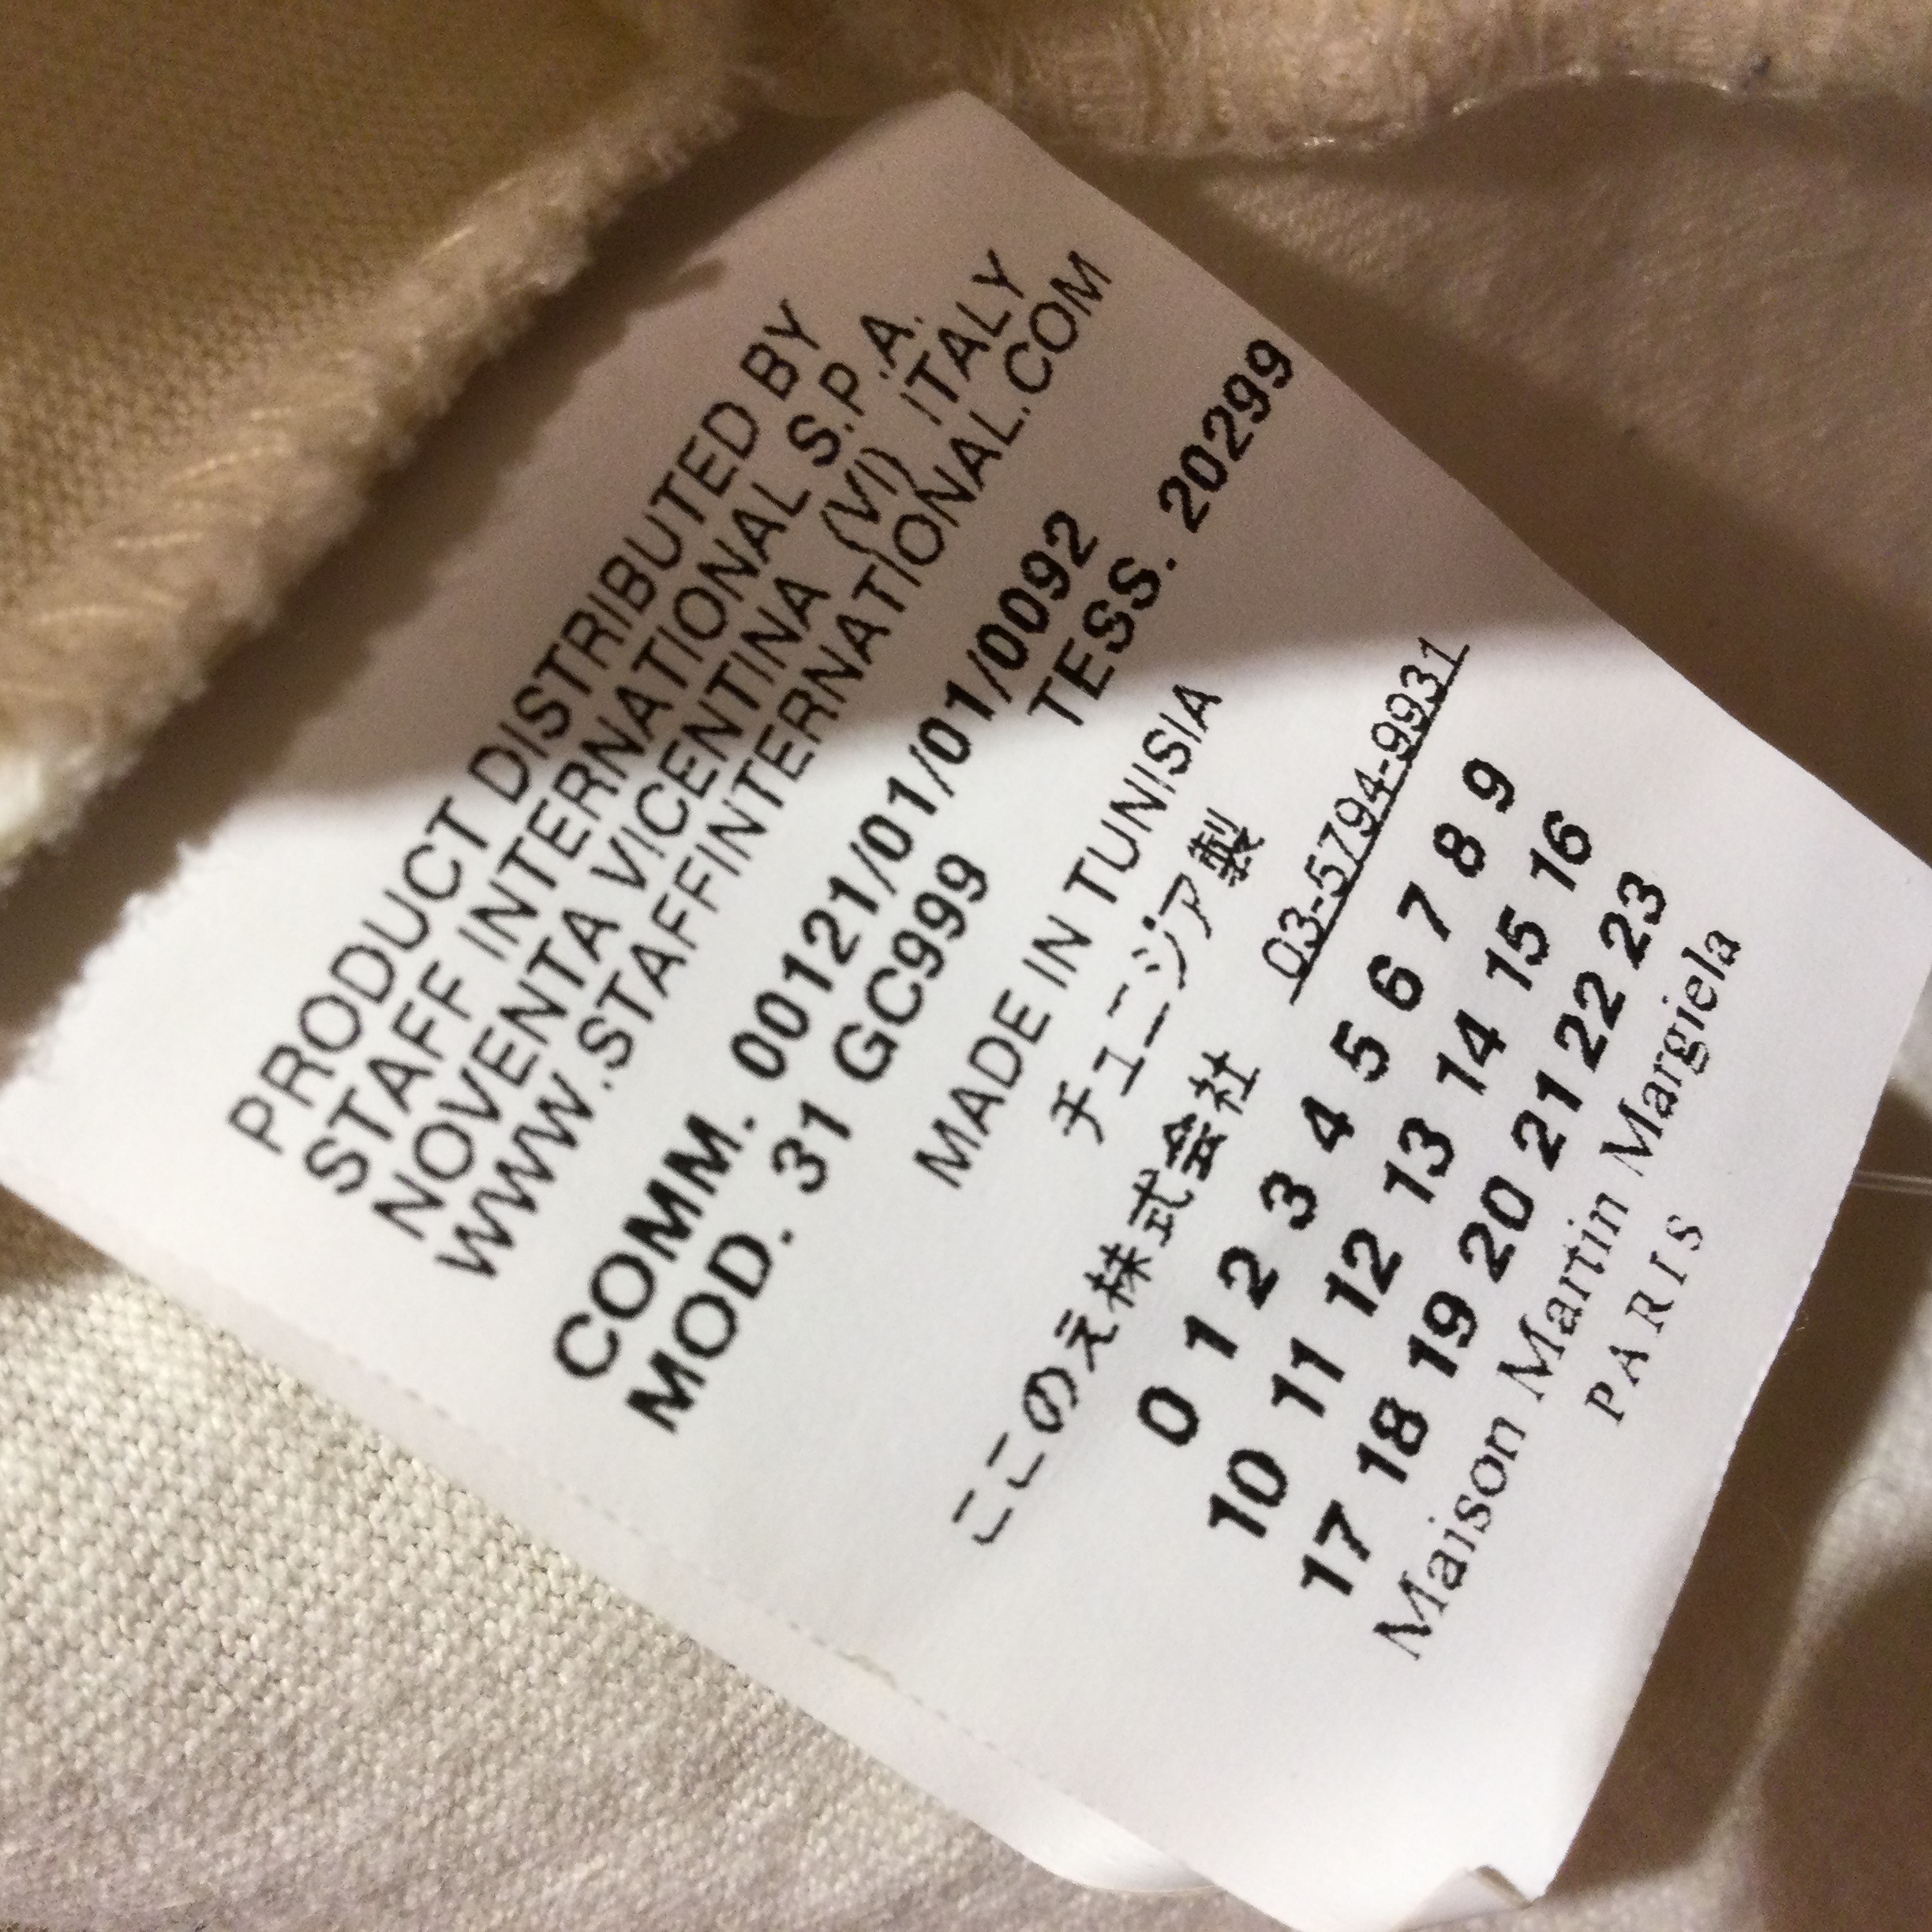 PRODUCT DISTRIBUTED BY
STAFF INTERNATIONAL S.P.A.
NOVENTA VICENTINA (VI) ITALY
WWW.STAFFINTERNATIONAL.COM
COMM. 00121/01/01/0092
MOD. 31 GC999 TESS. 20299
MADE IN TUNISIA
チュニジア製
ここのえ株式会社 03-5794-9931
0 1 2 3 4 5 6 7 8 9
10 11 12 13 14 15 16
17 18 19 20 21 22 23
Maison Martin Margiela
PARIS